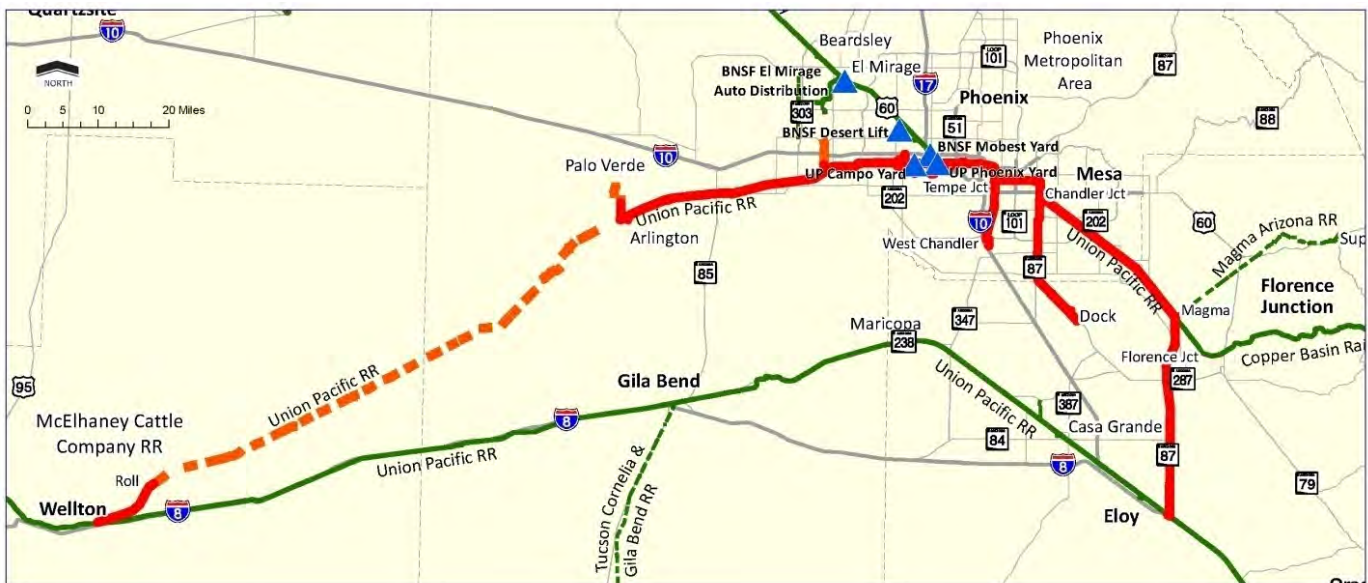 Quartzsite
10
NORTH
0 5 10 20 Miles
Beardsley
El Mirage
BNSF El Mirage
Auto Distribution
303
60
17
LOOP
101
Phoenix
Metropolitan
Area
87
Phoenix
51
88
BNSF Desert Lift
BNSF Mobest Yard
Palo Verde
10
UP Campo Yard
UP Phoenix Yard
Mesa
Tempe Jct
Chandler Jct
202
202
Union Pacific RR
Arlington
10
LOOP
101
60
West Chandler
Union Pacific RR
Magma Arizona RR
Sup
85
87
Florence
Junction
Magma
Dock
347
Maricopa
238
Florence Jct
Copper Basin Rai
287
95
Union Pacific RR
Gila Bend
Union Pacific RR
387
McElhaney Cattle
Company RR
8
Casa Grande
84
Union Pacific RR
8
87
Roll
79
Wellton
8
Eloy
Tucson Cornelia &
Gila Bend RR